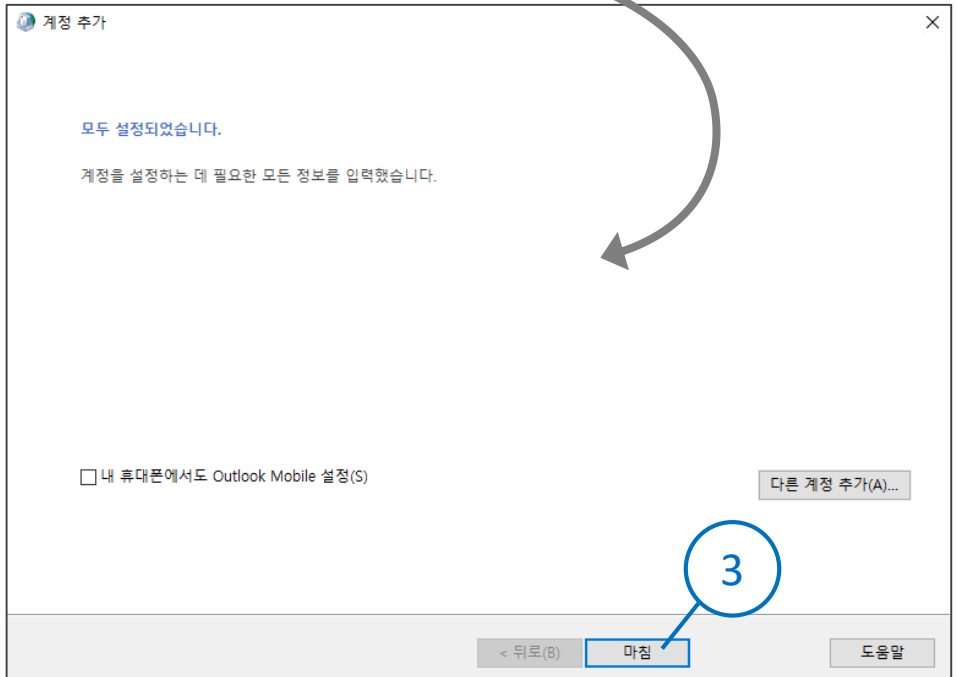 계정 추가
모두 설정되었습니다.
계정을 설정하는 데 필요한 모든 정보를 입력했습니다.
내 휴대폰에서도 Outlook Mobile 설정(S)
다른 계정 추가(A)...
3
< 뒤로(B) 마침 도움말